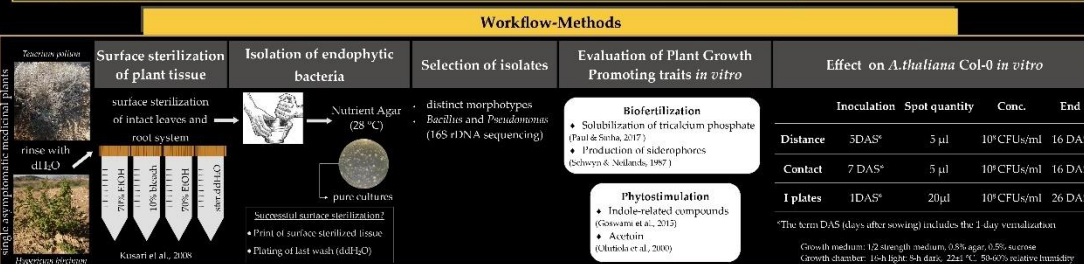 Workflow-Methods
single asymptomatic medicinal plants
Teucrium polium
rinse with
dH2O
Surface sterilization
of plant tissue
surface sterilization
of intact leaves and
root system
70% EtOH
10% bleach
70% EtOH
ster.ddH2O
Kusari et al., 2008
Isolation of endophytic
bacteria
Nutrient Agar
(28 °C)
pure cultures
Successful surface sterilization?
• Print of surface sterilized tissue
• Plating of last wash (ddH2O)
Selection of isolates
• distinct morphotypes
• Bacillus and Pseudomonas
(16S rDNA sequencing)
Evaluation of Plant Growth
Promoting traits in vitro
Biofertilization
♦ Solubilization of tricalcium phosphate
(Paul & Sinha, 2017 )
♦ Production of siderophores
(Schwyn & Neilands, 1987 )
Phytostimulation
♦ Indole-related compounds
(Goswami et al., 2015)
♦ Acetoin
(Olutiola et al., 2000)
Effect on A.thaliana Col-0 in vitro
Inoculation Spot quantity Conc. End
Distance 5DAS* 5 µl 10⁸ CFUs/ml 16 DAS
Contact 7 DAS* 5 µl 10⁸ CFUs/ml 16 DAS
I plates 1DAS* 20µl 10⁸ CFUs/ml 26 DAS
*The term DAS (days after sowing) includes the 1-day vernalization
Growth medium: 1/2 strength medium, 0.8% agar, 0.5% sucrose
Growth chamber: 16-h light: 8-h dark, 22±1 °C, 50-60% relative humidity